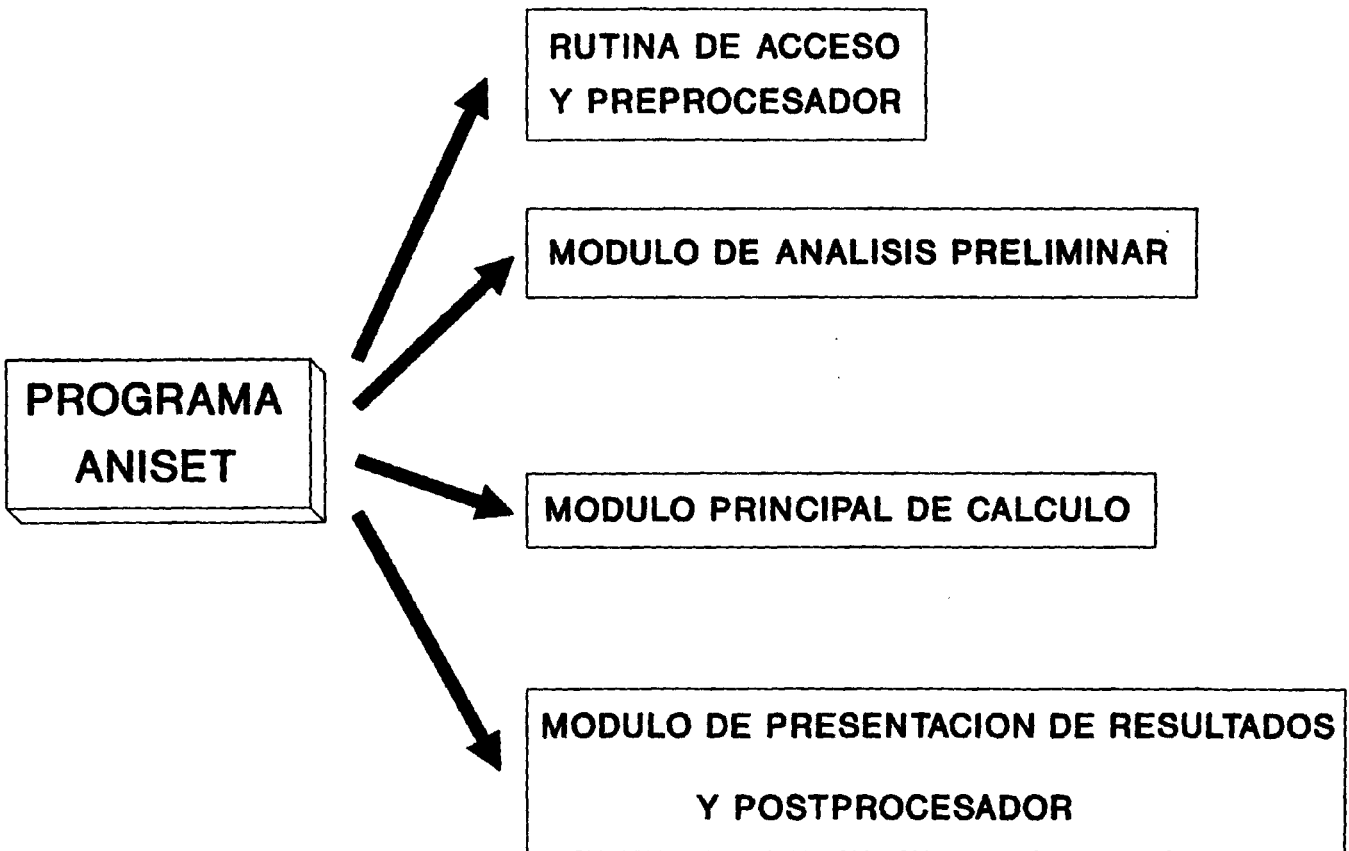 RUTINA DE ACCESO
Y PREPROCESADOR
MODULO DE ANALISIS PRELIMINAR
PROGRAMA
ANISET
MODULO PRINCIPAL DE CALCULO
MODULO DE PRESENTACION DE RESULTADOS
Y POSTPROCESADOR